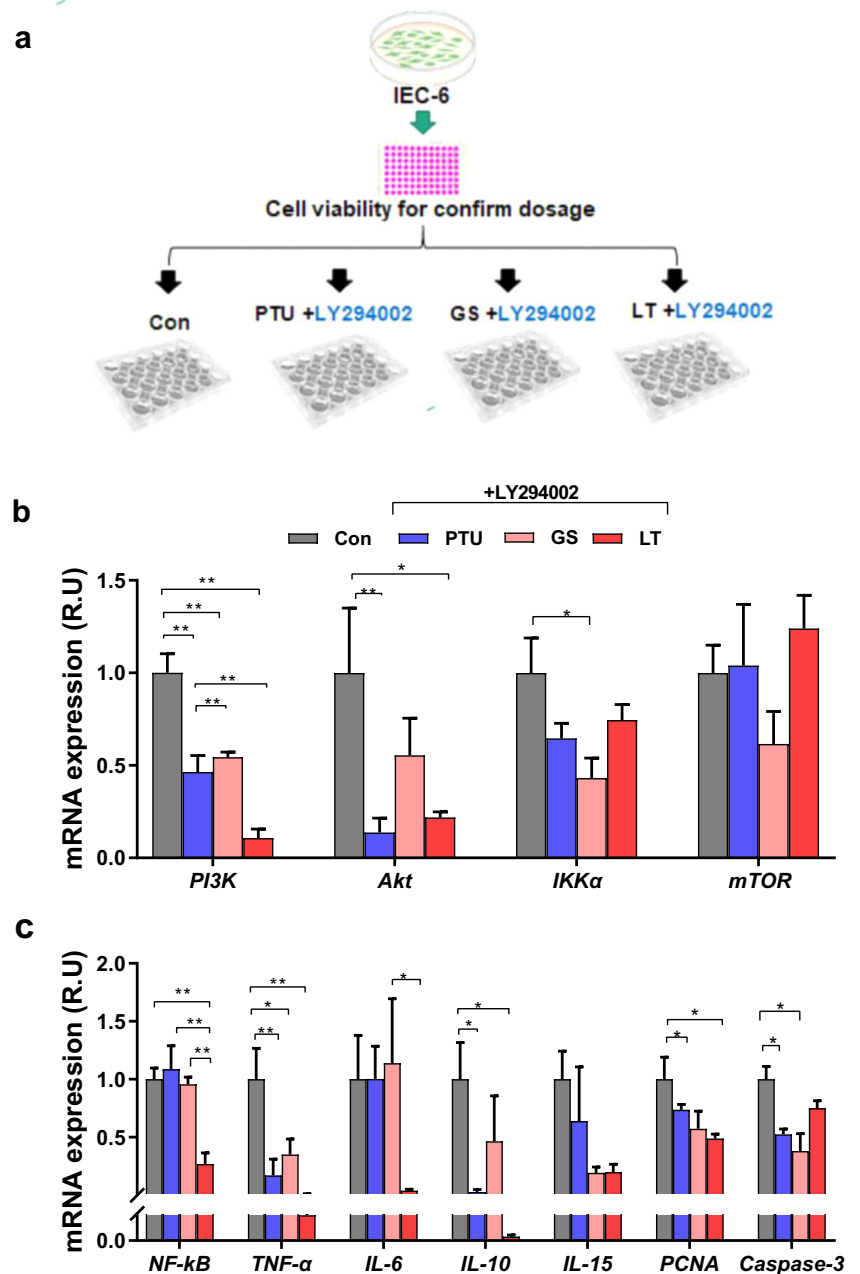 a
IEC-6
Cell viability for confirm dosage
Con
PTU +LY294002
GS +LY294002
LT +LY294002
b
+LY294002
Con PTU GS LT
mRNA expression (R.U)
1.5
1.0
0.5
0.0
** ** ** ** **
** *
*
PI3K Akt IKKα mTOR
c
mRNA expression (R.U)
2.0
1.5
1.0
0.5
0.0
** ** **
** * **
*
* *
* *
* *
NF-kB TNF-α IL-6 IL-10 IL-15 PCNA Caspase-3